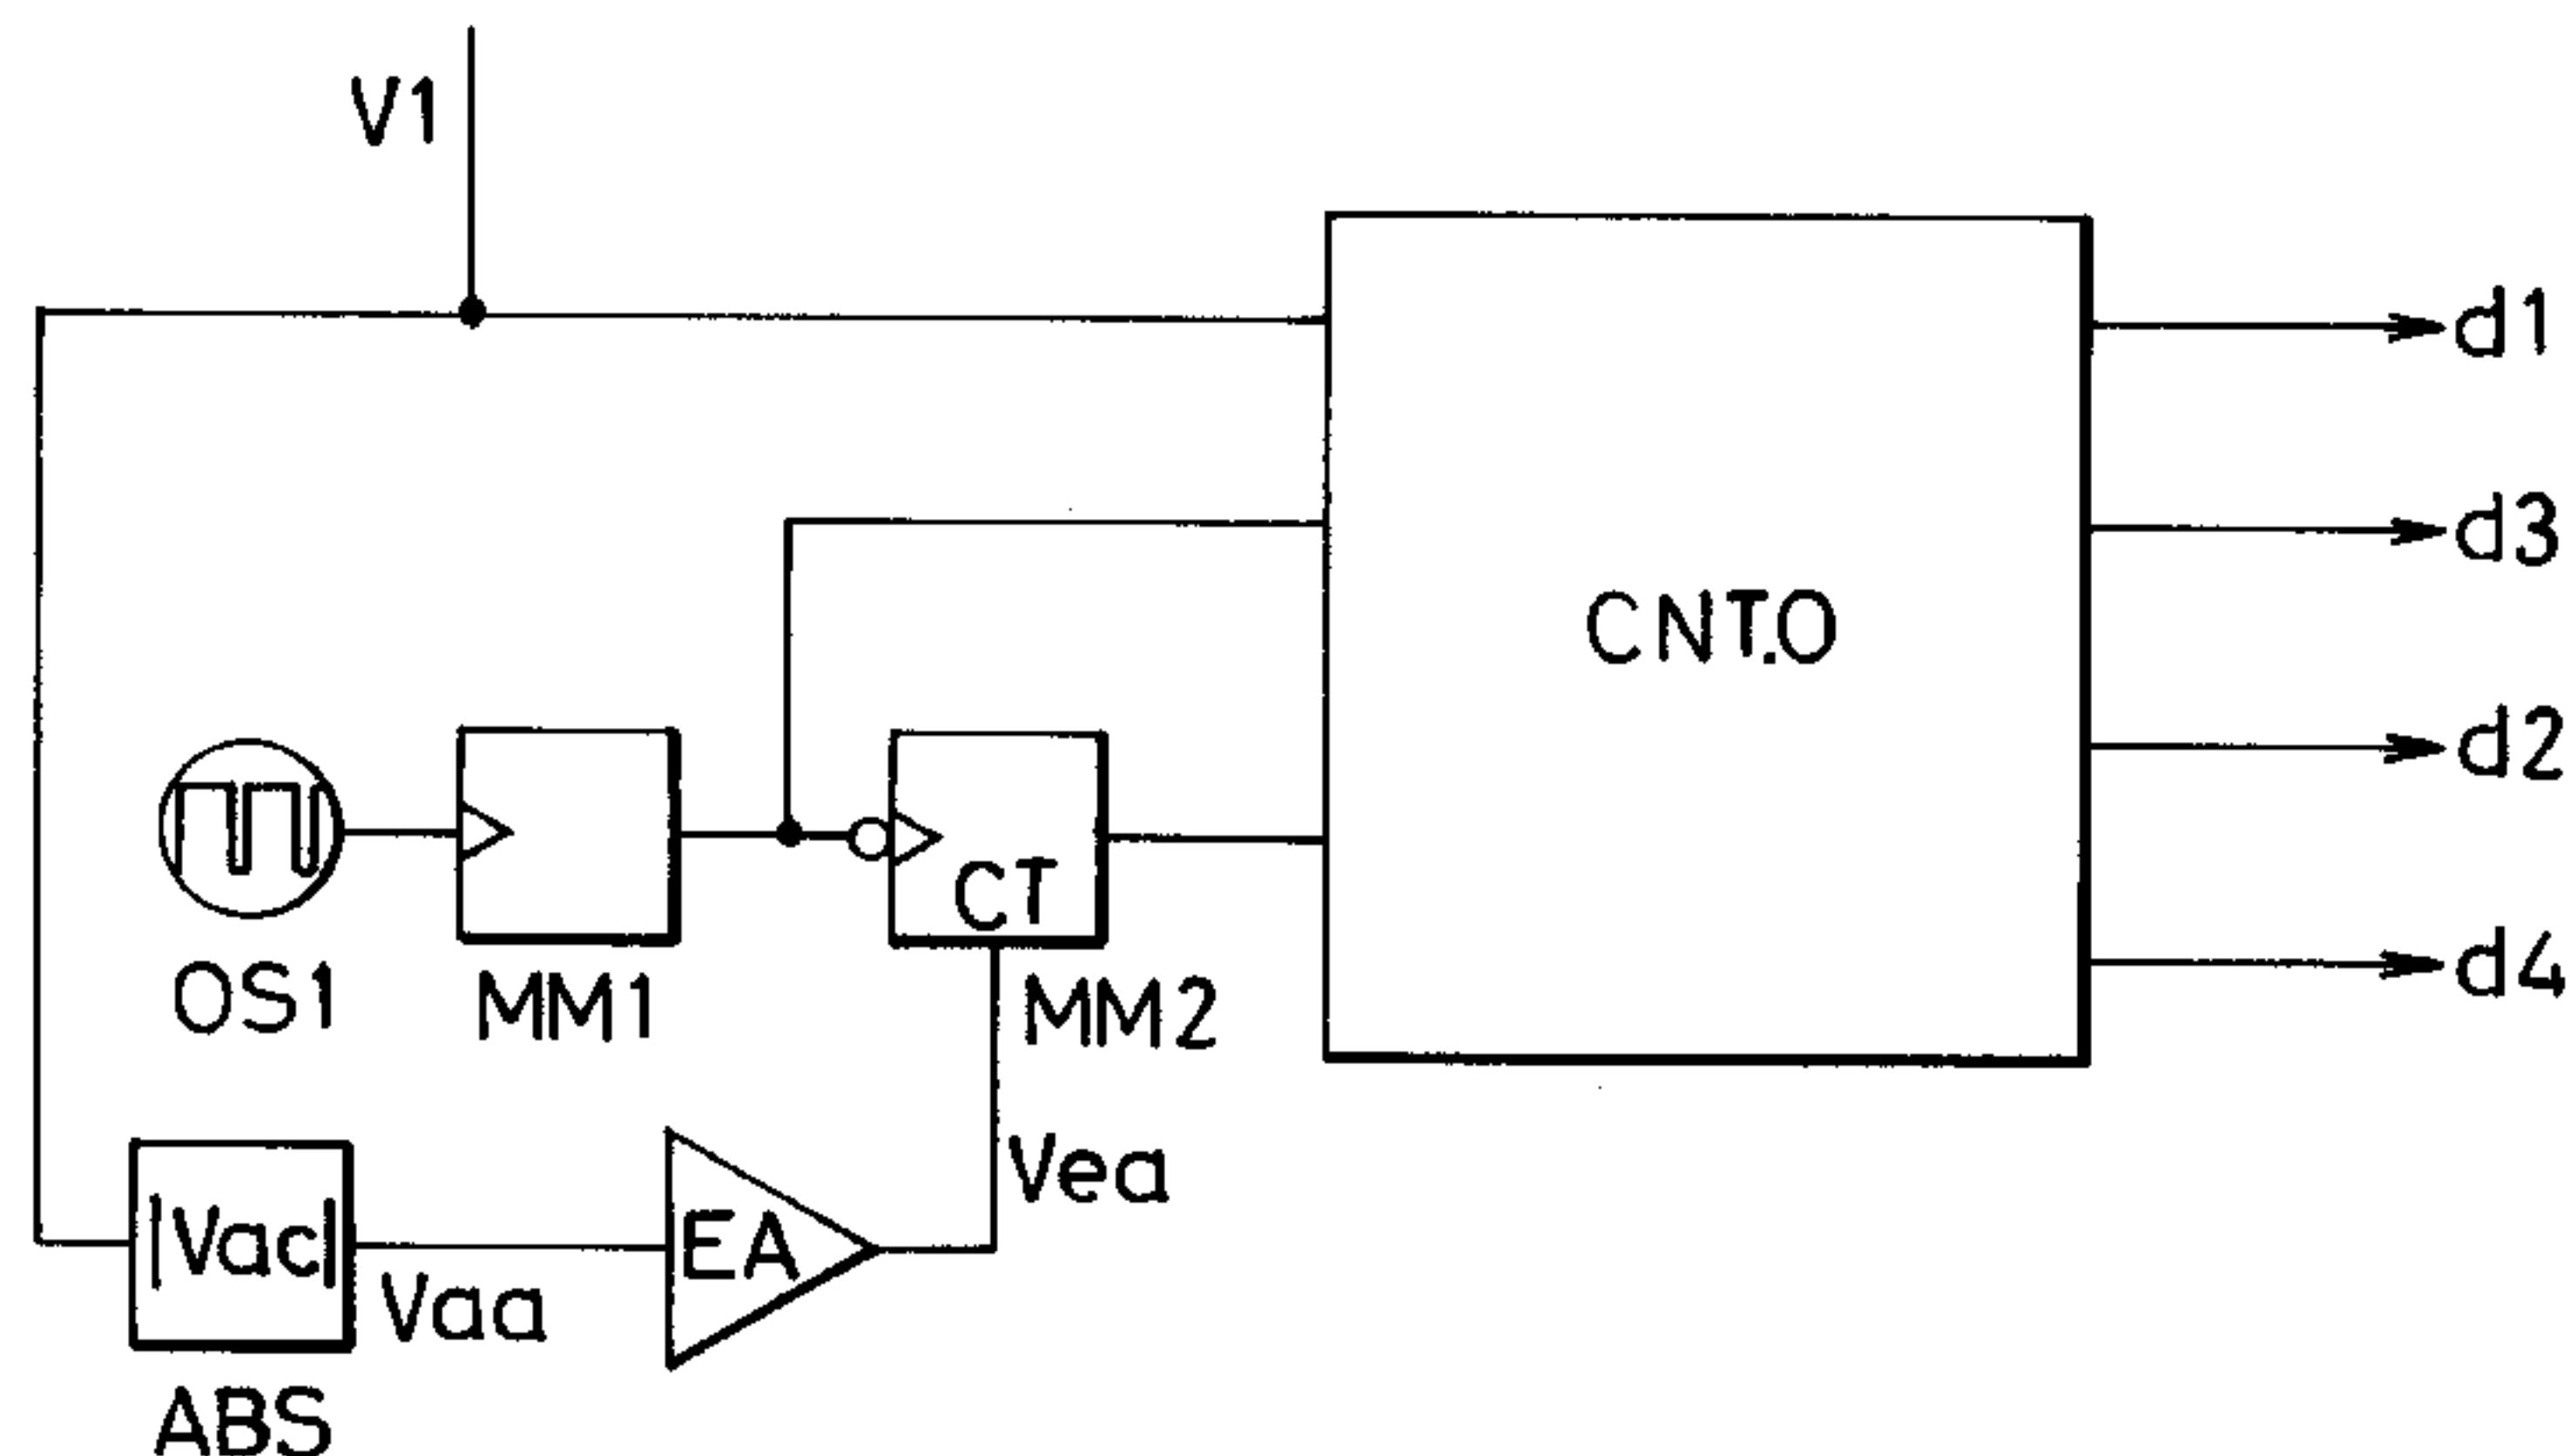 V1
d1
d3
CNT.O
d2
CT
d4
OS1
MM1
MM2
Vea
|Vac|
EA
Vaa
ABS